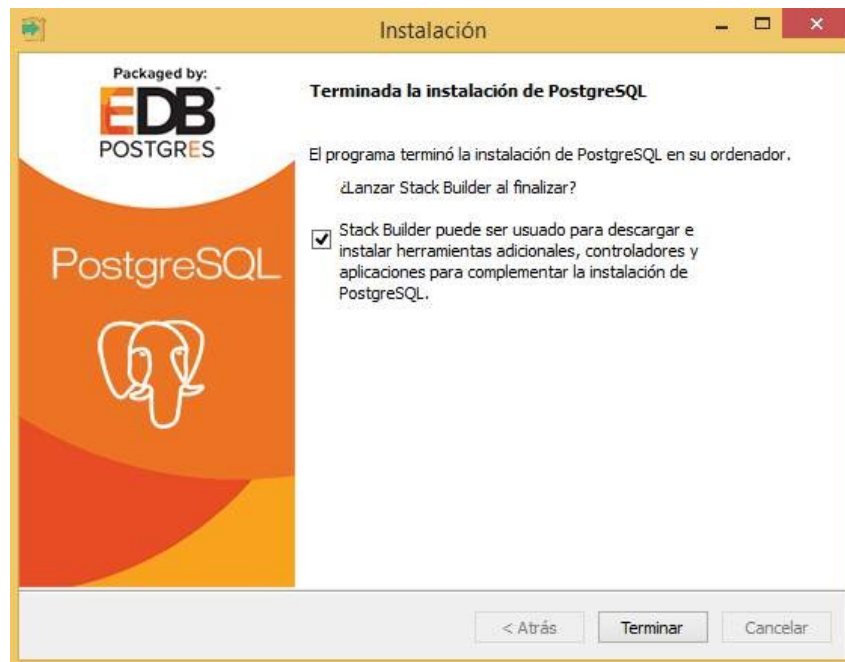 Instalación
Packaged by:
EDB
POSTGRES
PostgreSQL
Terminada la instalación de PostgreSQL
El programa terminó la instalación de PostgreSQL en su ordenador.
¿Lanzar Stack Builder al finalizar?
Stack Builder puede ser usado para descargar e
instalar herramientas adicionales, controladores y
aplicaciones para complementar la instalación de
PostgreSQL.
< Atrás
Terminar
Cancelar